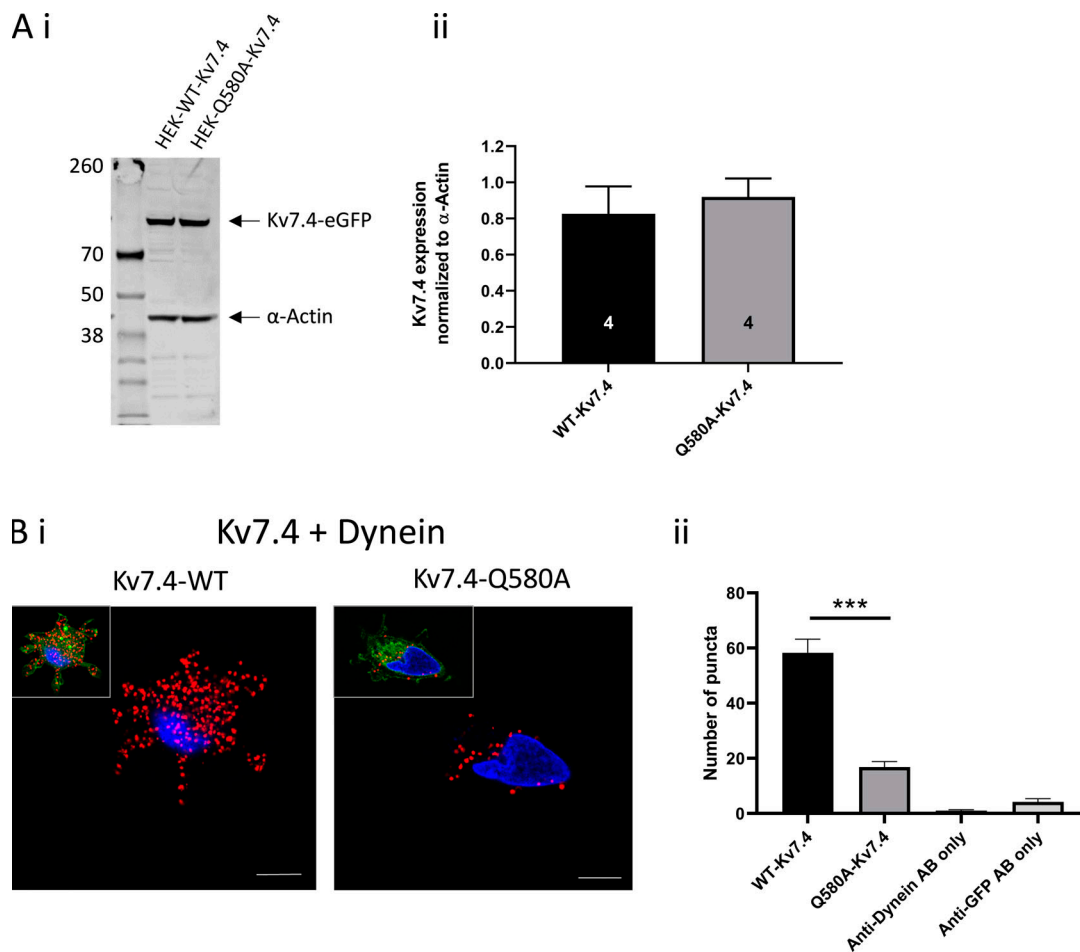 A i
HEK-WT-Kv7.4
HEK-Q580A-Kv7.4
260
70
50
38
Kv7.4-eGFP
α-Actin
ii
Kv7.4 expression
normalized to α-Actin
1.2
1.0
0.8
0.6
0.4
0.2
0.0
4
4
WT-Kv7.4
Q580A-Kv7.4
B i
Kv7.4 + Dynein
Kv7.4-WT
Kv7.4-Q580A
ii
Number of puncta
80
60
40
20
0
***
WT-Kv7.4
Q580A-Kv7.4
Anti-Dynein AB only
Anti-GFP AB only